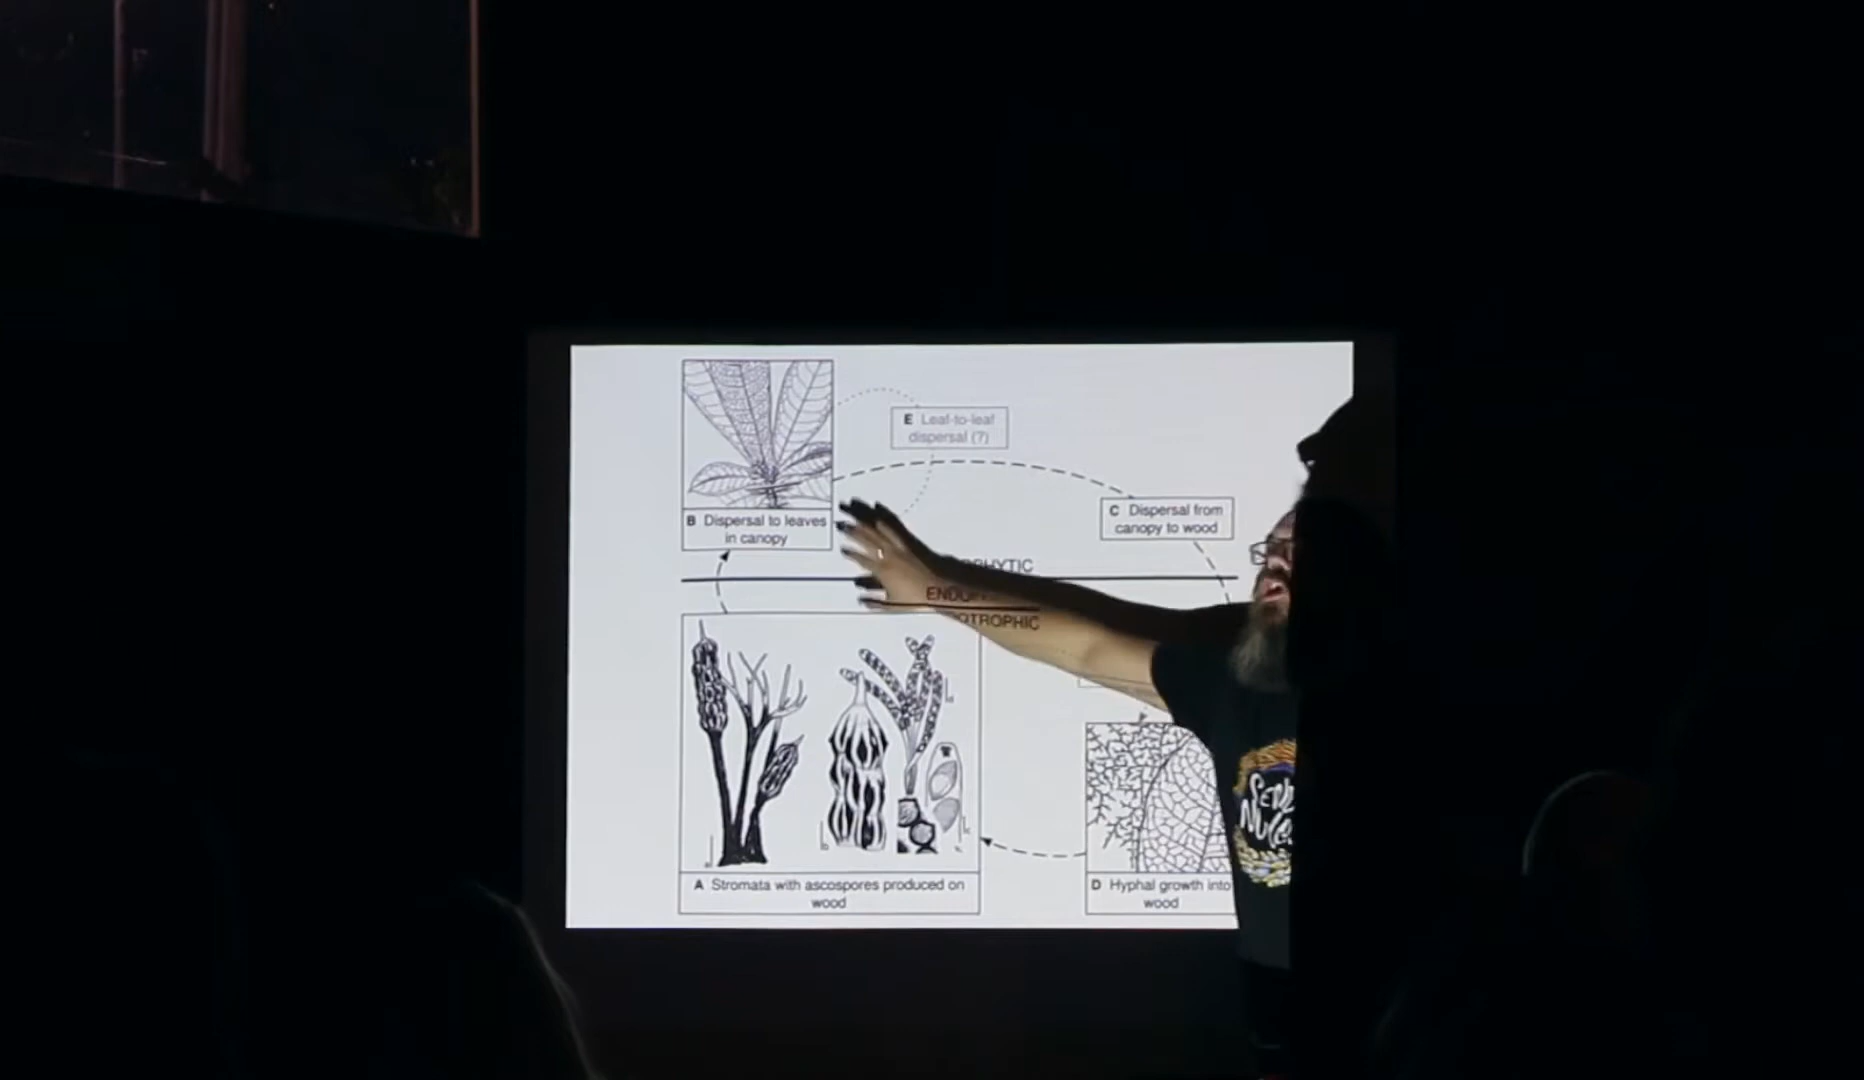 E Leaf-to-leaf
dispersal (?)
B Dispersal to leaves
in canopy
C Dispersal from
canopy to wood
A Stromata with ascospores produced on
wood
D Hyphal growth into
wood